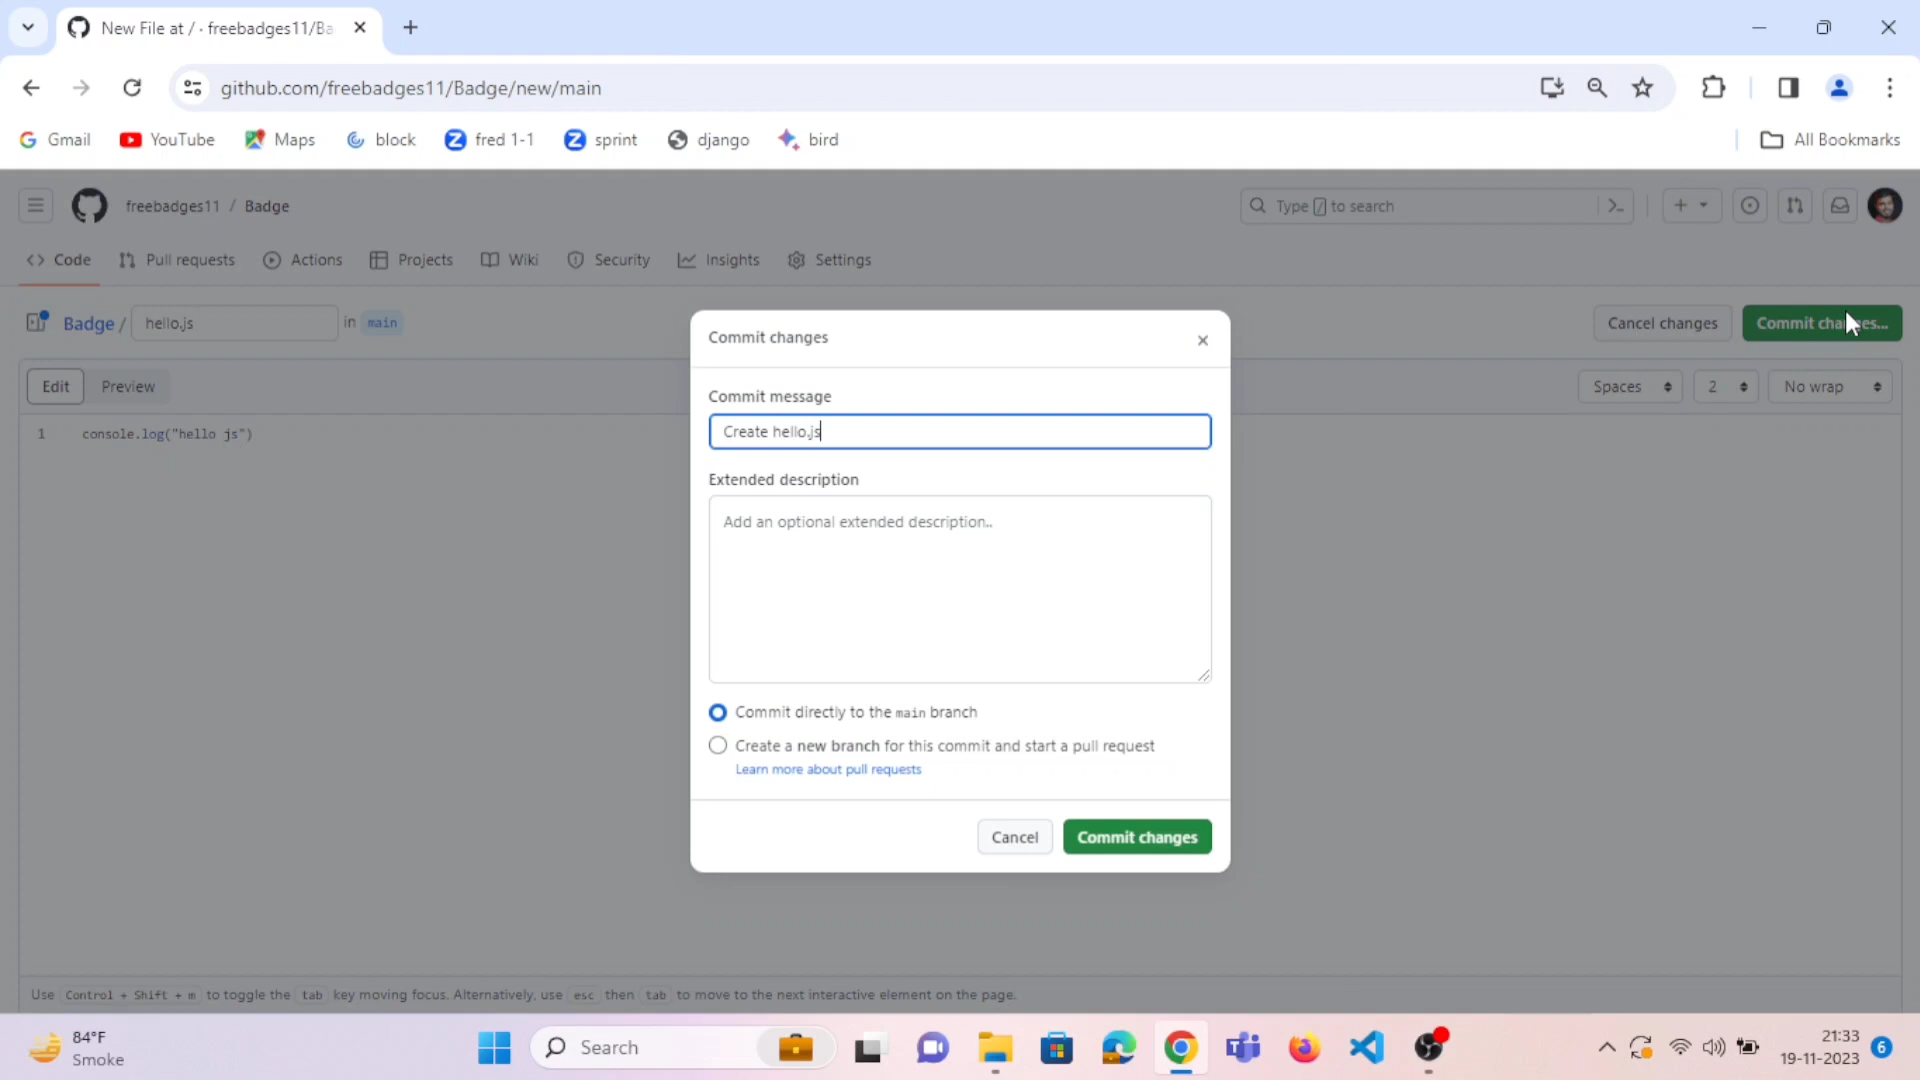 New File at / · freebadges11/Ba
github.com/freebadges11/Badge/new/main
Gmail YouTube Maps block fred 1-1 sprint django bird All Bookmarks
freebadges11 / Badge Type / to search
<> Code Pull requests Actions Projects Wiki Security Insights Settings
Badge / hello.js in main Cancel changes Commit changes...
Edit Preview Spaces 2 No wrap
1 console.log("hello js")
Commit changes
Commit message
Create hello.js
Extended description
Add an optional extended description..
Commit directly to the main branch
Create a new branch for this commit and start a pull request
Learn more about pull requests
Cancel Commit changes
Use Control + Shift + m to toggle the tab key moving focus. Alternatively, use esc then tab to move to the next interactive element on the page.
84°F
Smoke
Search
21:33
19-11-2023
6